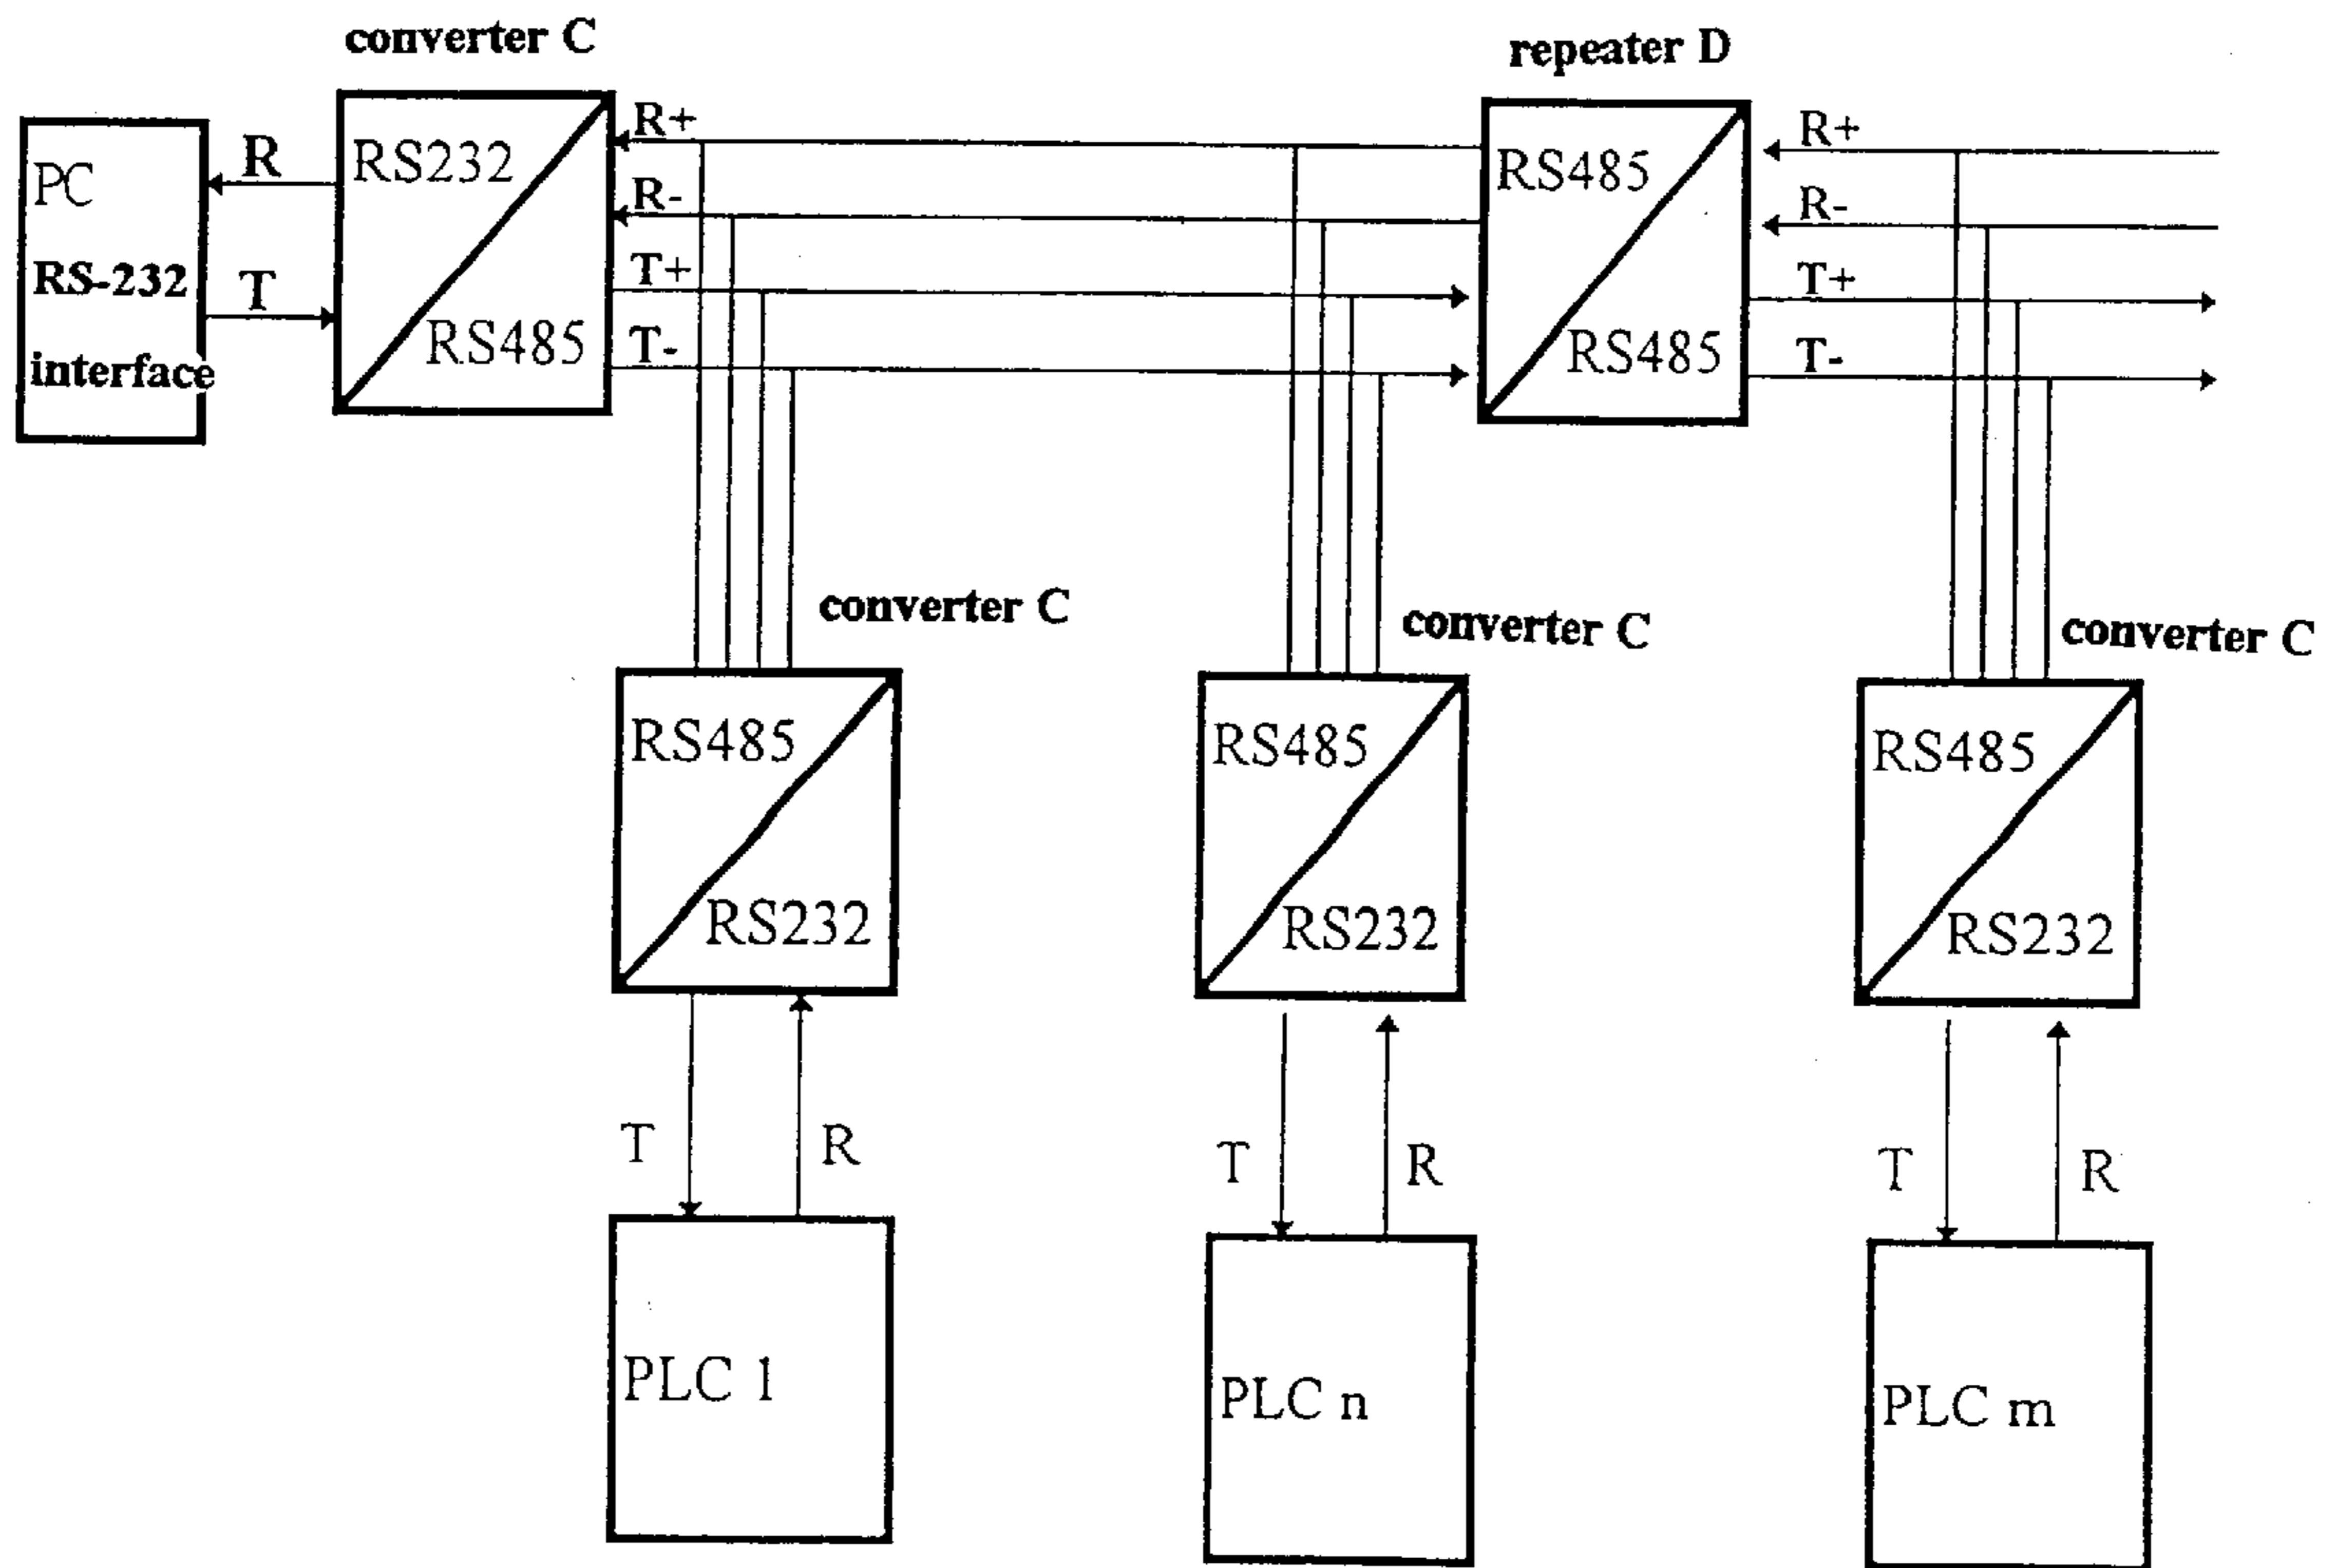 converter C
repeater D
PC
RS-232
interface
R
T
RS232
RS485
R+
R-
T+
T-
RS485
RS485
R+
R-
T+
T-
converter C
converter C
converter C
RS485
RS232
RS485
RS232
RS485
RS232
T
R
T
R
T
R
PLC 1
PLC n
PLC m